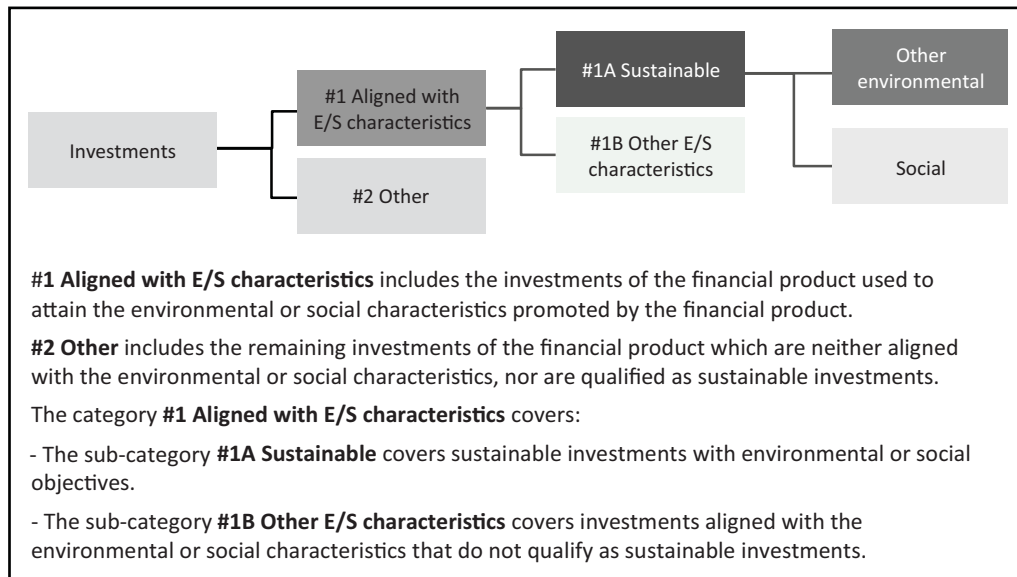 Investments
#1 Aligned with
E/S characteristics
#2 Other
#1A Sustainable
#1B Other E/S
characteristics
Other
environmental
Social
#1 Aligned with E/S characteristics includes the investments of the financial product used to
attain the environmental or social characteristics promoted by the financial product.
#2 Other includes the remaining investments of the financial product which are neither aligned
with the environmental or social characteristics, nor are qualified as sustainable investments.
The category #1 Aligned with E/S characteristics covers:
- The sub-category #1A Sustainable covers sustainable investments with environmental or social
objectives.
- The sub-category #1B Other E/S characteristics covers investments aligned with the
environmental or social characteristics that do not qualify as sustainable investments.